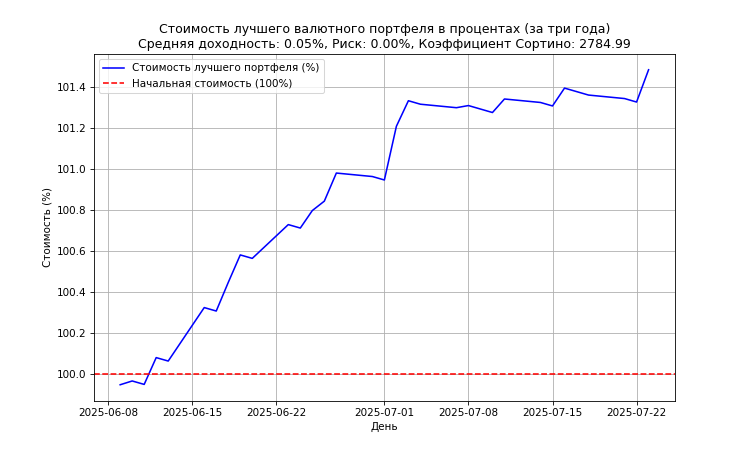 Стоимость лучшего валютного портфеля в процентах (за три года)
Средняя доходность: 0.05%, Риск: 0.00%, Коэффициент Сортино: 2784.99
Стоимость лучшего портфеля (%)
Начальная стоимость (100%)
Стоимость (%)
101.4
101.2
101.0
100.8
100.6
100.4
100.2
100.0
2025-06-08
2025-06-15
2025-06-22
2025-07-01
2025-07-08
2025-07-15
2025-07-22
День